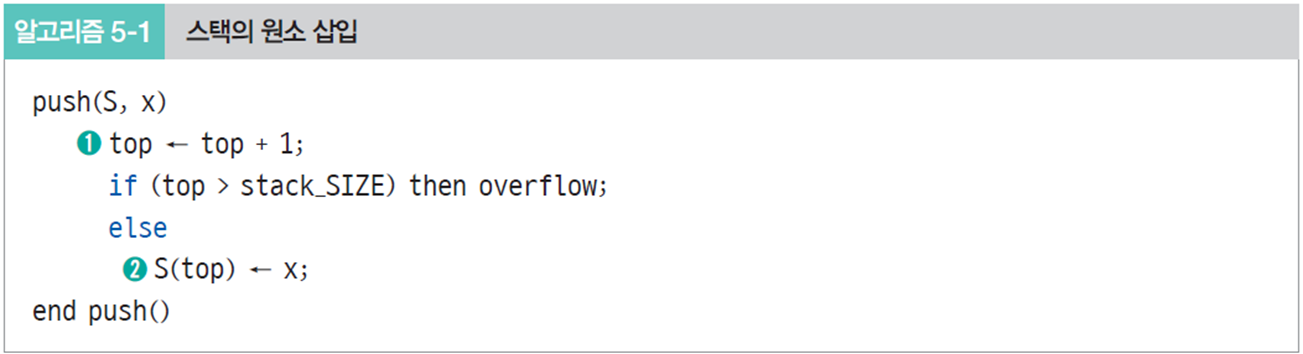 알고리즘 5-1 스택의 원소 삽입
push(S, x)
❶ top ← top + 1;
if (top > stack_SIZE) then overflow;
else
❷ S(top) ← x;
end push()